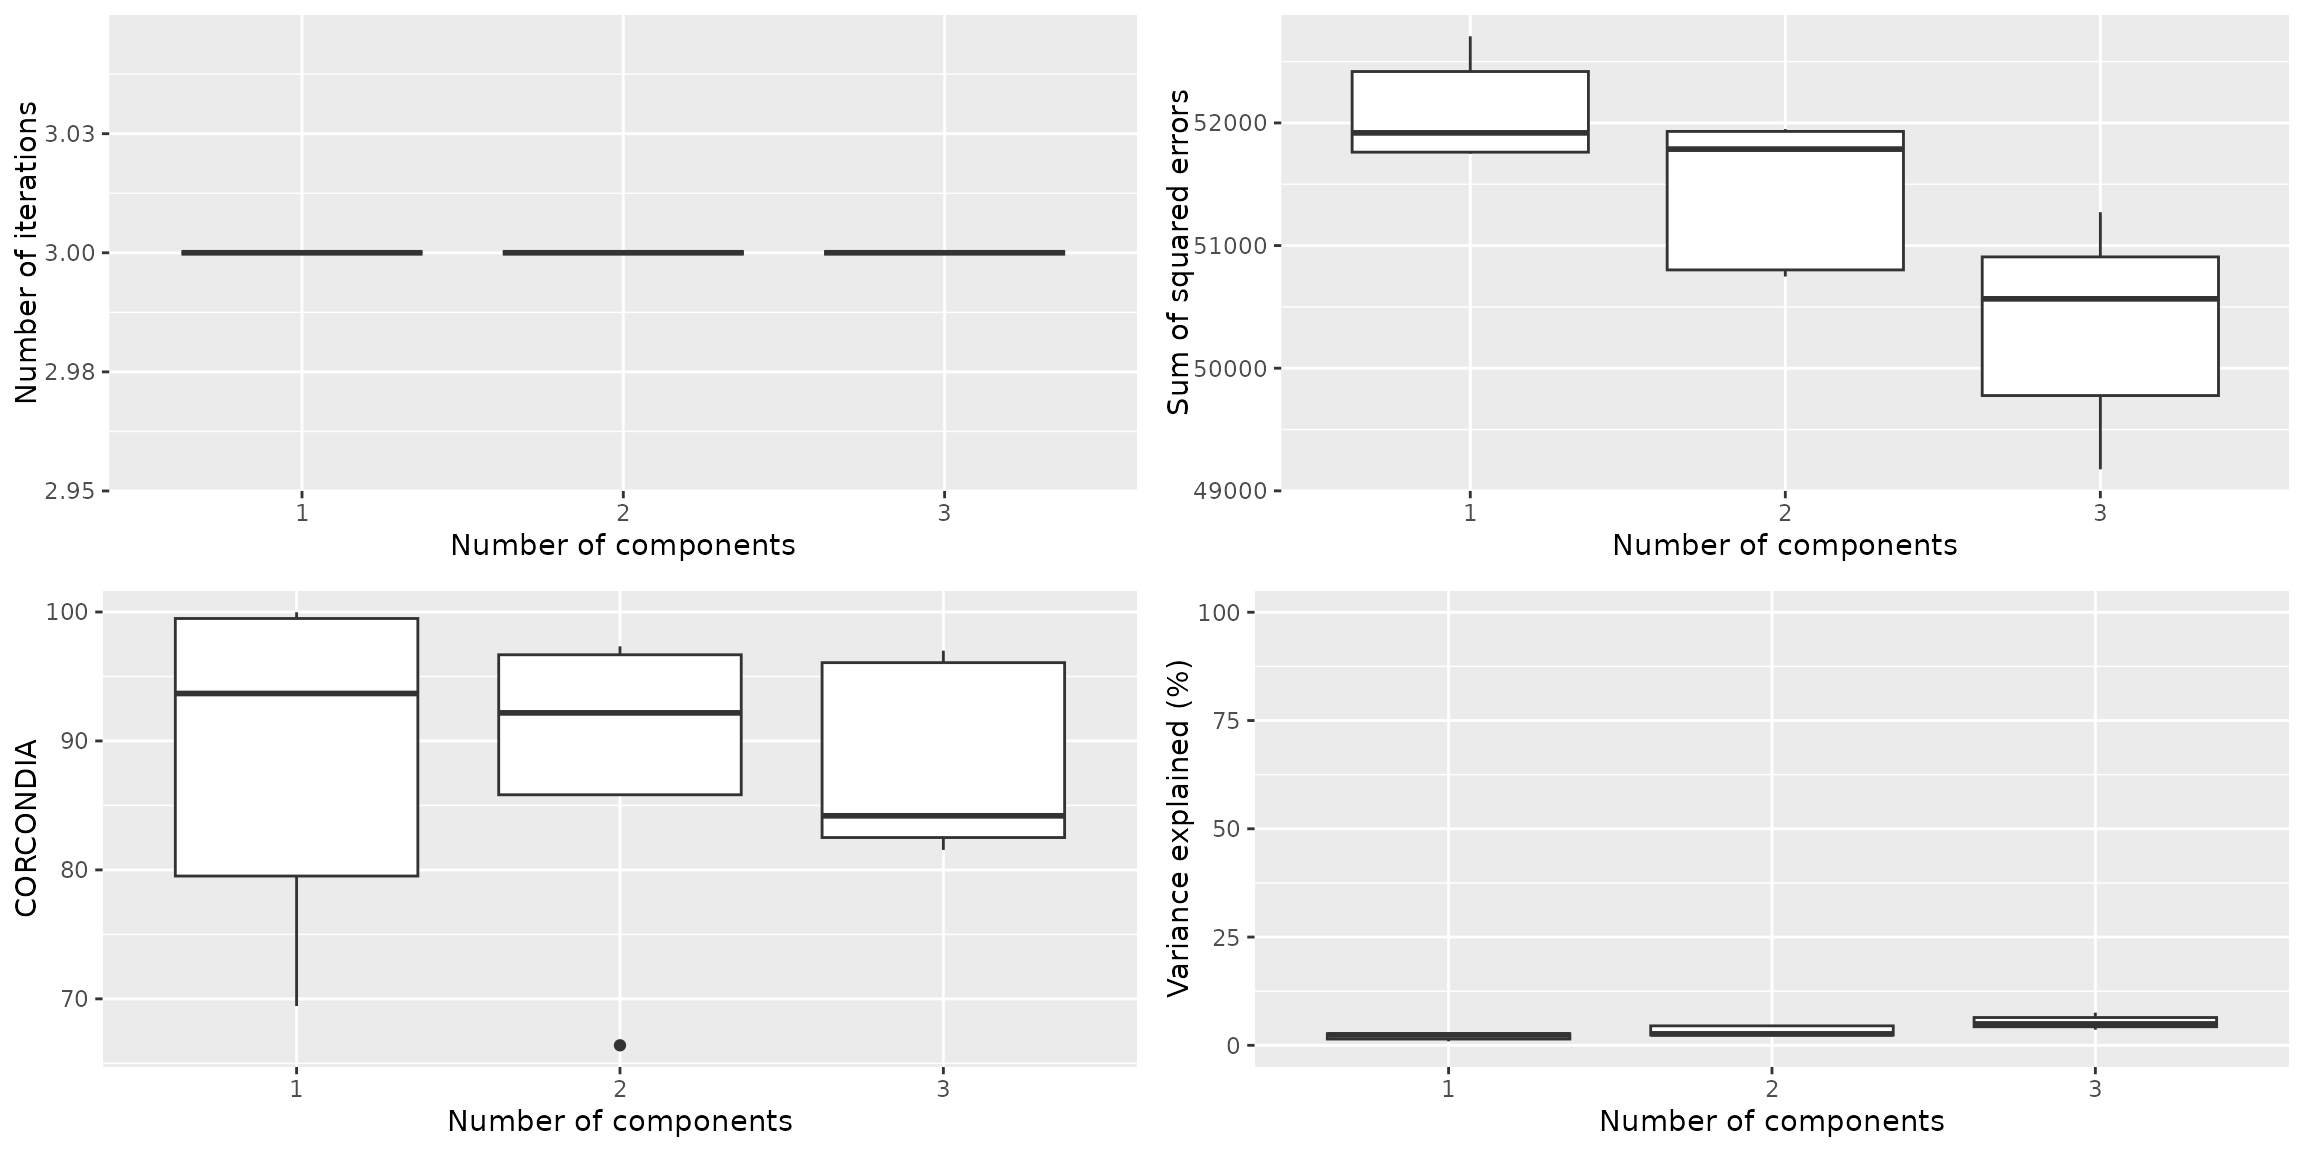 Number of iterations
3.03
3.00
2.98
2.95
1 2 3
Number of components
Sum of squared errors
52000
51000
50000
49000
1 2 3
Number of components
CORCONDIA
100
90
80
70
1 2 3
Number of components
Variance explained (%)
100
75
50
25
0
1 2 3
Number of components